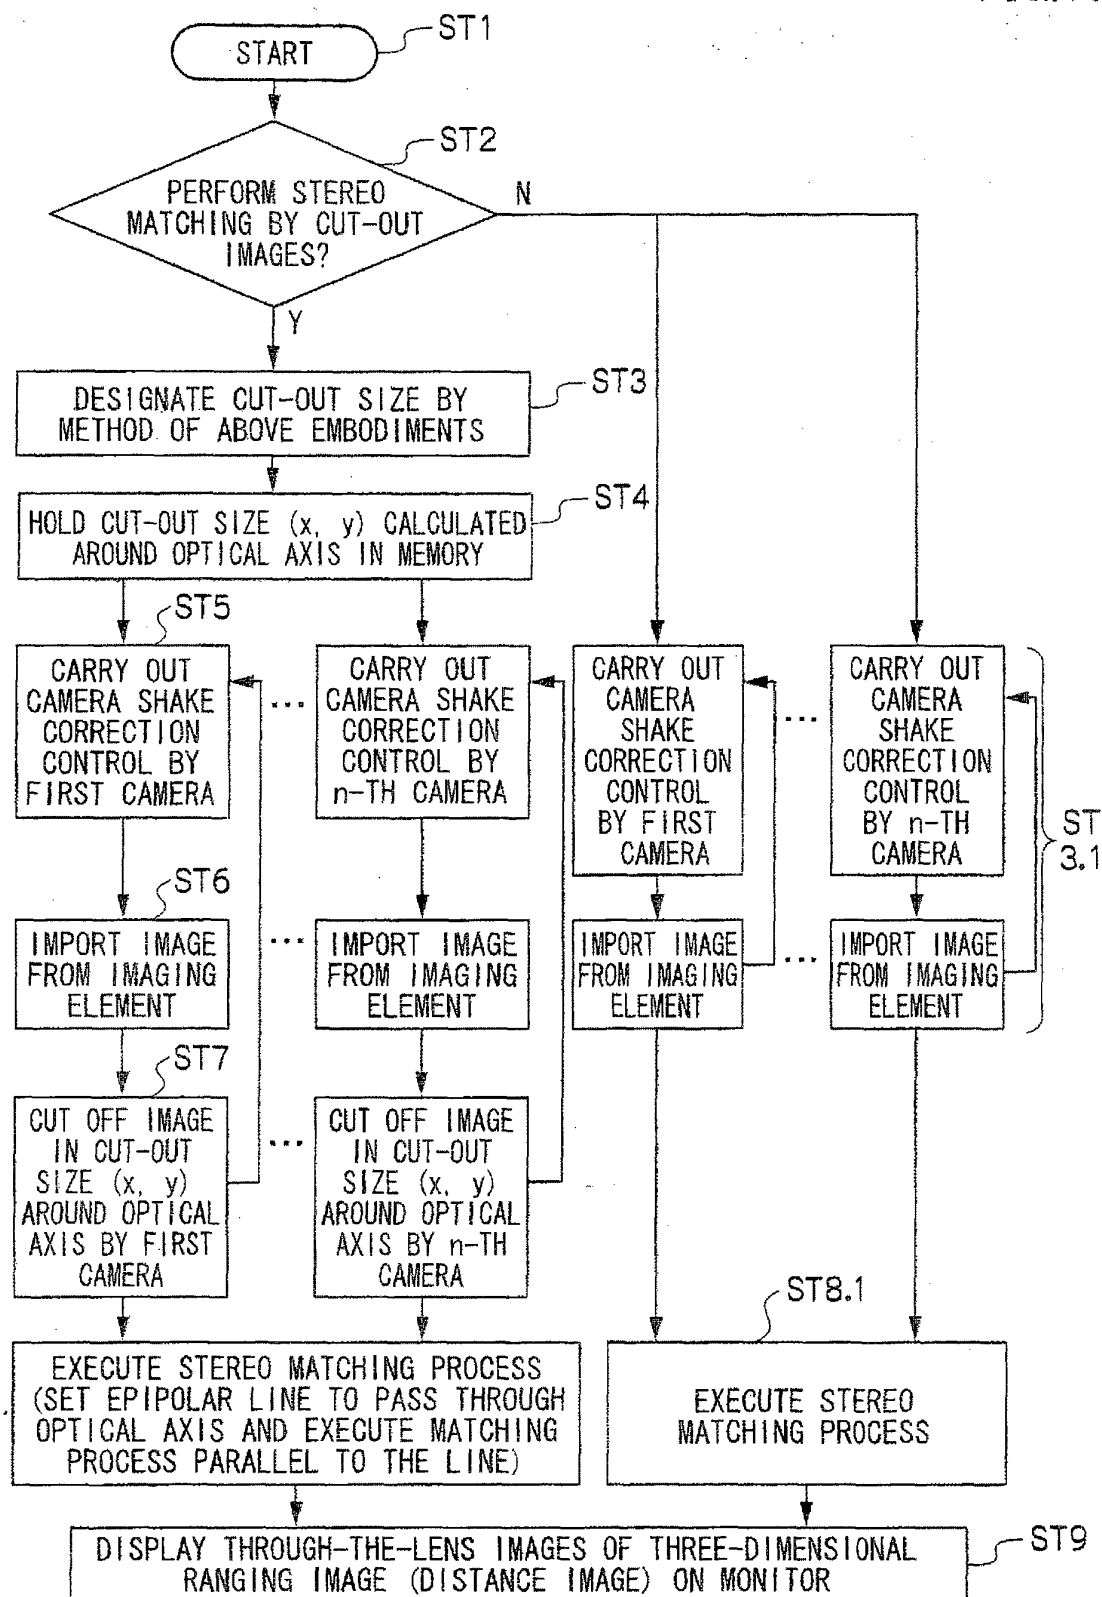 ST1
START
ST2
PERFORM STEREO
MATCHING BY CUT-OUT
IMAGES?
N
Y
ST3
DESIGNATE CUT-OUT SIZE BY
METHOD OF ABOVE EMBODIMENTS
ST4
HOLD CUT-OUT SIZE (x, y) CALCULATED
AROUND OPTICAL AXIS IN MEMORY
ST5
CARRY OUT
CAMERA SHAKE
CORRECTION
CONTROL BY
FIRST CAMERA
...
CARRY OUT
CAMERA SHAKE
CORRECTION
CONTROL BY
n-TH CAMERA
CARRY OUT
CAMERA
SHAKE
CORRECTION
CONTROL
BY FIRST
CAMERA
...
CARRY OUT
CAMERA
SHAKE
CORRECTION
CONTROL
BY n-TH
CAMERA
ST
3.1
ST6
IMPORT IMAGE
FROM IMAGING
ELEMENT
...
IMPORT IMAGE
FROM IMAGING
ELEMENT
IMPORT IMAGE
FROM IMAGING
ELEMENT
...
IMPORT IMAGE
FROM IMAGING
ELEMENT
ST7
CUT OFF IMAGE
IN CUT-OUT
SIZE (x, y)
AROUND OPTICAL
AXIS BY FIRST
CAMERA
...
CUT OFF IMAGE
IN CUT-OUT
SIZE (x, y)
AROUND OPTICAL
AXIS BY n-TH
CAMERA
ST8.1
EXECUTE STEREO MATCHING PROCESS
(SET EPIPOLAR LINE TO PASS THROUGH
OPTICAL AXIS AND EXECUTE MATCHING
PROCESS PARALLEL TO THE LINE)
EXECUTE STEREO
MATCHING PROCESS
ST9
DISPLAY THROUGH-THE-LENS IMAGES OF THREE-DIMENSIONAL
RANGING IMAGE (DISTANCE IMAGE) ON MONITOR